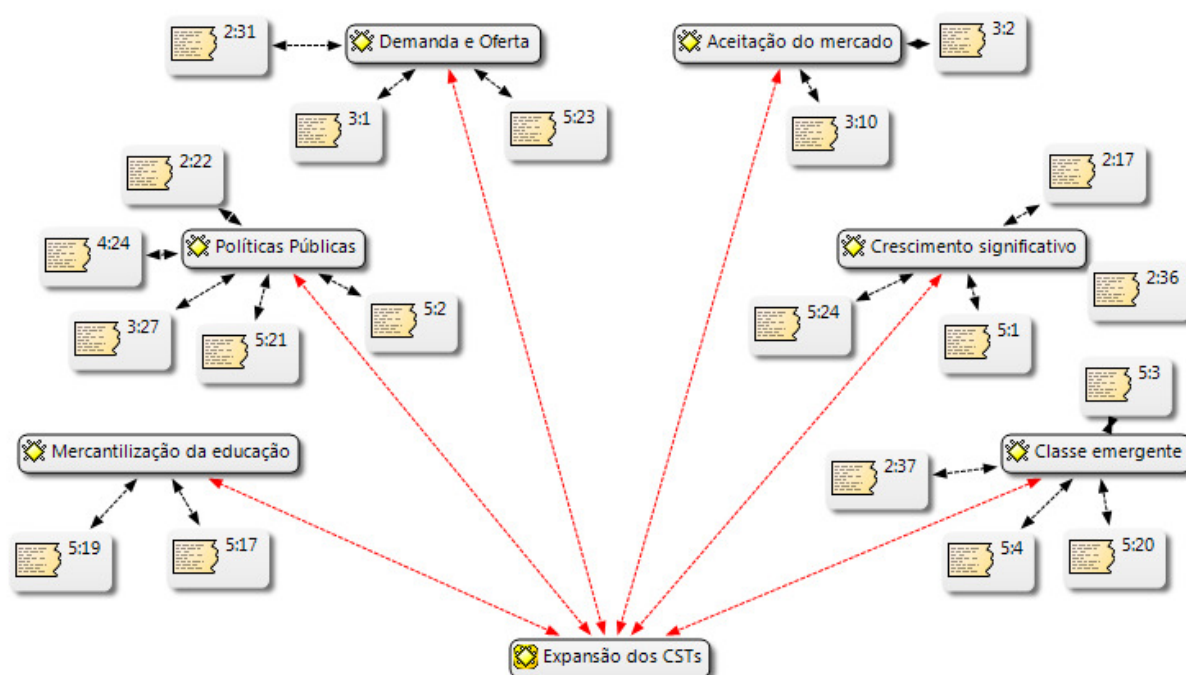 2:31
Demanda e Oferta
Aceitação do mercado
3:2
3:1
5:23
3:10
2:22
2:17
4:24
Políticas Públicas
Crescimento significativo
3:27
5:21
5:2
5:24
5:1
2:36
5:3
Mercantilização da educação
Classe emergente
2:37
5:19
5:17
5:4
5:20
Expansão dos CSTs